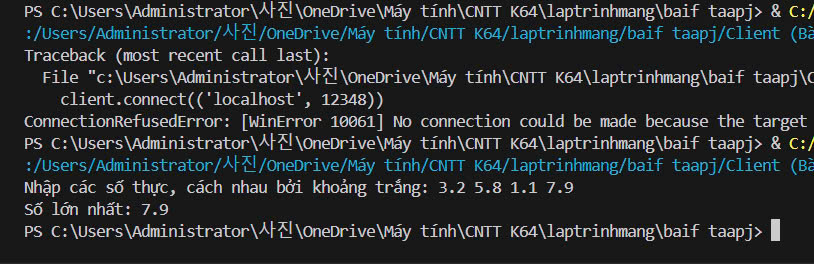 PS C:\Users\Administrator\사진\OneDrive\Máy tính\CNTT K64\laptrinhmang\baif taapj> & C:/
:/Users/Administrator/사진/OneDrive/Máy tính/CNTT K64/laptrinhmang/baif taapj/Client (Bà
Traceback (most recent call last):
  File "c:\Users\Administrator\사진\OneDrive\Máy tính\CNTT K64\laptrinhmang\baif taapj\C
    client.connect(('localhost', 12348))
ConnectionRefusedError: [WinError 10061] No connection could be made because the target
PS C:\Users\Administrator\사진\OneDrive\Máy tính\CNTT K64\laptrinhmang\baif taapj> & C:/
:/Users/Administrator/사진/OneDrive/Máy tính/CNTT K64/laptrinhmang/baif taapj/Client (Bà
Nhập các số thực, cách nhau bởi khoảng trắng: 3.2 5.8 1.1 7.9
Số lớn nhất: 7.9
PS C:\Users\Administrator\사진\OneDrive\Máy tính\CNTT K64\laptrinhmang\baif taapj>